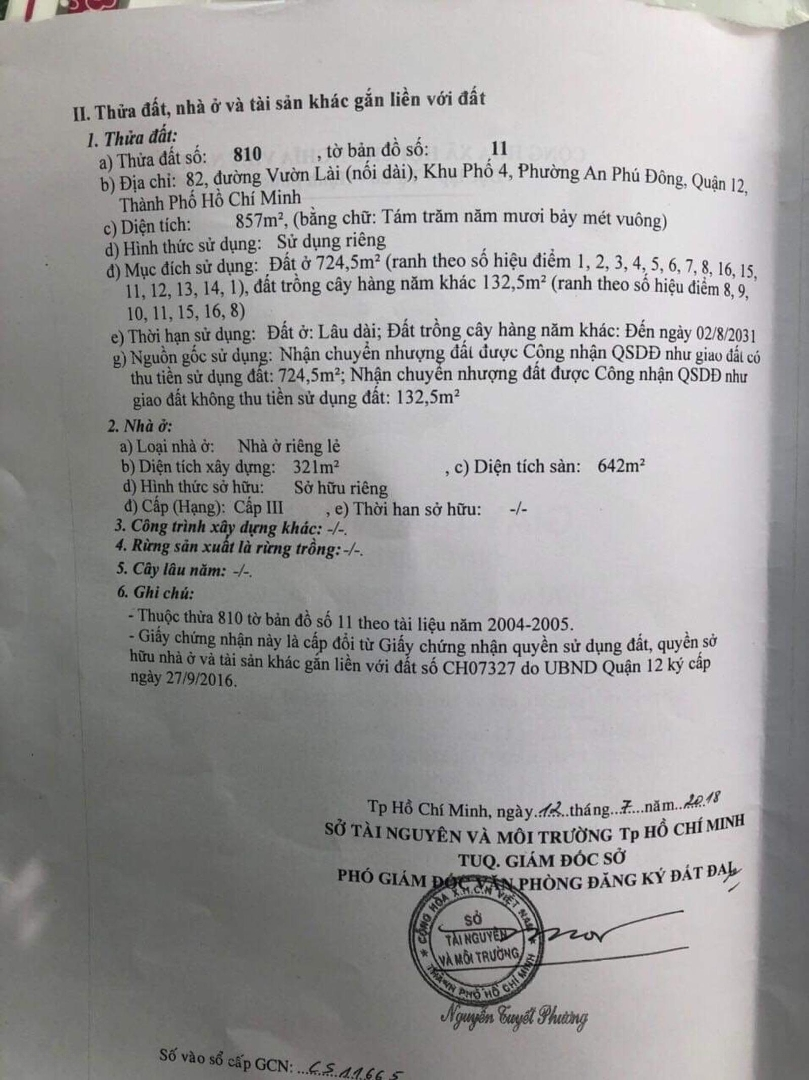 II. Thửa đất, nhà ở và tài sản khác gắn liền với đất
1. Thửa đất:
a) Thửa đất số: 810 , tờ bản đồ số: 11
b) Địa chỉ: 82, đường Vườn Lài (nối dài), Khu Phố 4, Phường An Phú Đông, Quận 12,
Thành Phố Hồ Chí Minh
c) Diện tích: 857m², (bằng chữ: Tám trăm năm mươi bảy mét vuông)
d) Hình thức sử dụng: Sử dụng riêng
đ) Mục đích sử dụng: Đất ở 724,5m² (ranh theo số hiệu điểm 1, 2, 3, 4, 5, 6, 7, 8, 16, 15,
11, 12, 13, 14, 1), đất trồng cây hàng năm khác 132,5m² (ranh theo số hiệu điểm 8, 9,
10, 11, 15, 16, 8)
e) Thời hạn sử dụng: Đất ở: Lâu dài; Đất trồng cây hàng năm khác: Đến ngày 02/8/2031
g) Nguồn gốc sử dụng: Nhận chuyển nhượng đất được Công nhận QSDĐ như giao đất có
thu tiền sử dụng đất: 724,5m²; Nhận chuyển nhượng đất được Công nhận QSDĐ như
giao đất không thu tiền sử dụng đất: 132,5m²
2. Nhà ở:
a) Loại nhà ở: Nhà ở riêng lẻ
b) Diện tích xây dựng: 321m² , c) Diện tích sàn: 642m²
d) Hình thức sở hữu: Sở hữu riêng
đ) Cấp (Hạng): Cấp III , e) Thời hạn sở hữu: -/-
3. Công trình xây dựng khác: -/-.
4. Rừng sản xuất là rừng trồng: -/-.
5. Cây lâu năm: -/-.
6. Ghi chú:
- Thuộc thửa 810 tờ bản đồ số 11 theo tài liệu năm 2004-2005.
- Giấy chứng nhận này là cấp đổi từ Giấy chứng nhận quyền sử dụng đất, quyền sở
hữu nhà ở và tài sản khác gắn liền với đất số CH07327 do UBND Quận 12 ký cấp
ngày 27/9/2016.
Tp Hồ Chí Minh, ngày 12 tháng 7 năm 2018
SỞ TÀI NGUYÊN VÀ MÔI TRƯỜNG Tp HỒ CHÍ MINH
TUQ. GIÁM ĐỐC SỞ
PHÓ GIÁM ĐỐC VĂN PHÒNG ĐĂNG KÝ ĐẤT ĐAI
CỘNG HÒA X.H.C.N VIỆT NAM
SỞ
TÀI NGUYÊN
VÀ MÔI TRƯỜNG
THÀNH PHỐ HỒ CHÍ MINH
Nguyễn Tuyết Phương
Số vào sổ cấp GCN: ...CS11665